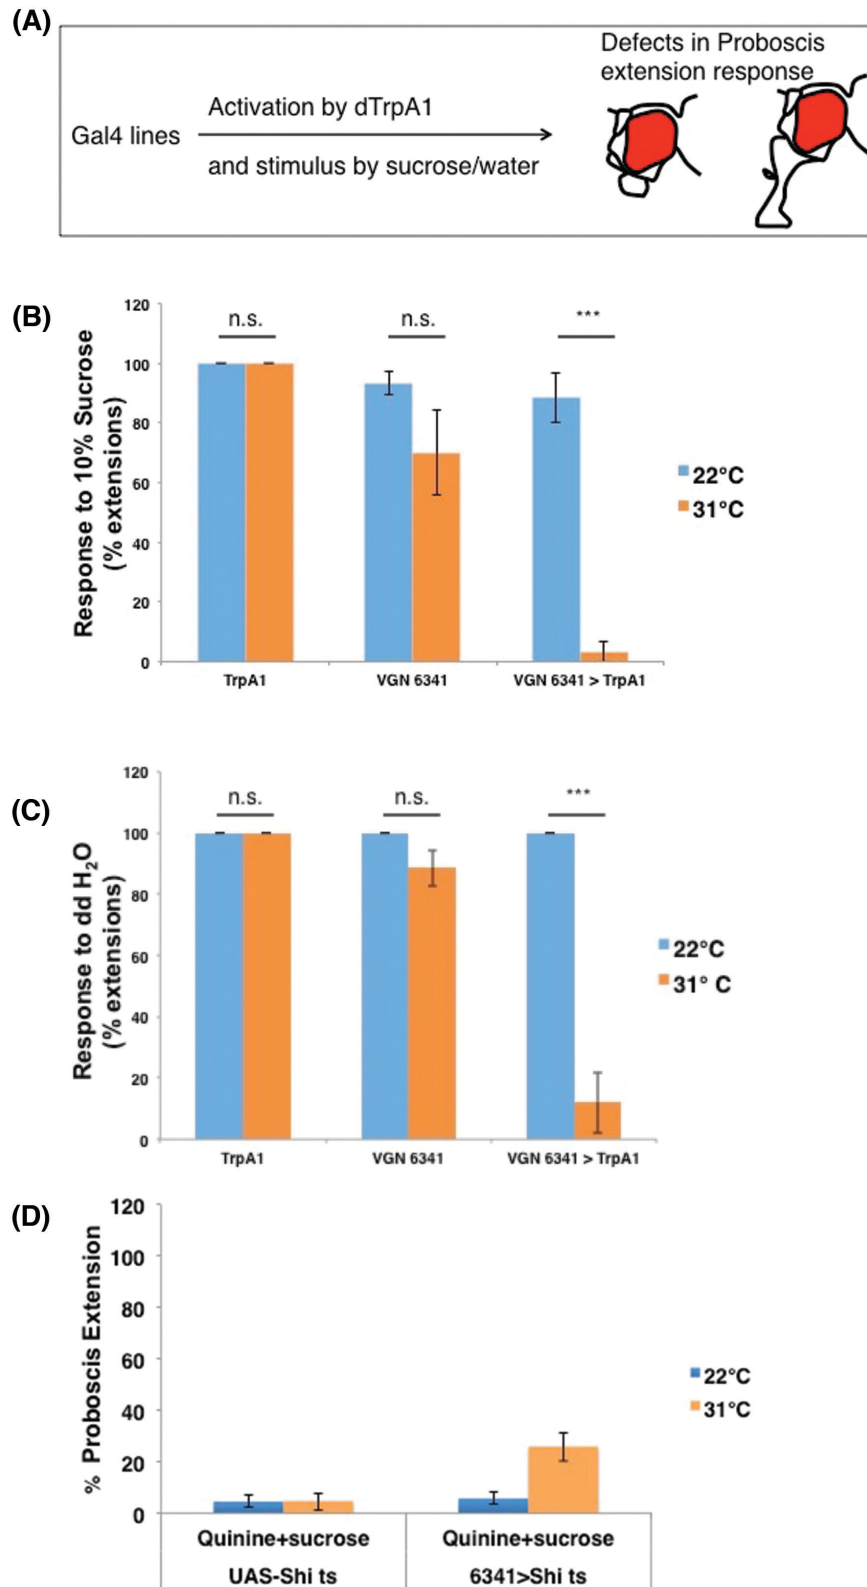 (A)
Defects in Proboscis
extension response
Activation by dTrpA1
Gal4 lines
and stimulus by sucrose/water
(B)
Response to 10% Sucrose
(% extensions)
120
100
80
60
40
20
0
n.s.
n.s.
***
22°C
31°C
TrpA1
VGN 6341
VGN 6341 > TrpA1
(C)
Response to dd H₂O
(% extensions)
120
100
80
60
40
20
0
n.s.
n.s.
***
22°C
31° C
TrpA1
VGN 6341
VGN 6341 > TrpA1
(D)
% Proboscis Extension
120
100
80
60
40
20
0
22°C
31°C
Quinine+sucrose
Quinine+sucrose
UAS-Shi ts
6341>Shi ts